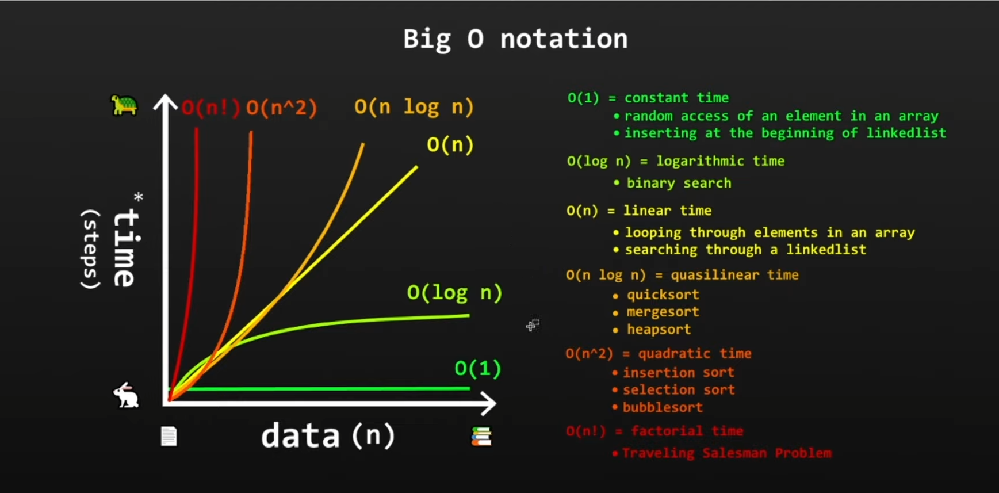 Big O notation
O(n!)
O(n^2)
O(n log n)
O(n)
O(log n)
O(1)
*time
(steps)
data (n)
O(1) = constant time
• random access of an element in an array
• inserting at the beginning of linkedlist
O(log n) = logarithmic time
• binary search
O(n) = linear time
• looping through elements in an array
• searching through a linkedlist
O(n log n) = quasilinear time
• quicksort
• mergesort
• heapsort
O(n^2) = quadratic time
• insertion sort
• selection sort
• bubblesort
O(n!) = factorial time
• Traveling Salesman Problem